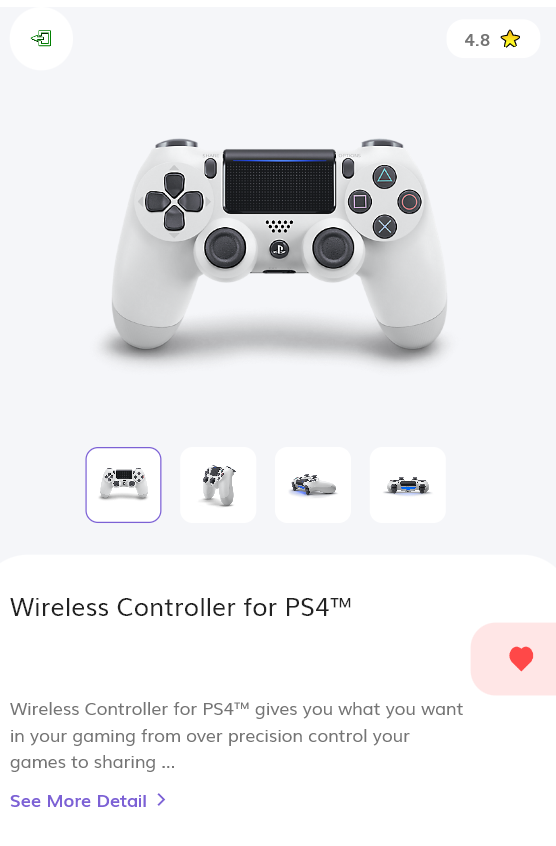 4.8
Wireless Controller for PS4™
Wireless Controller for PS4™ gives you what you want
in your gaming from over precision control your
games to sharing ...
See More Detail